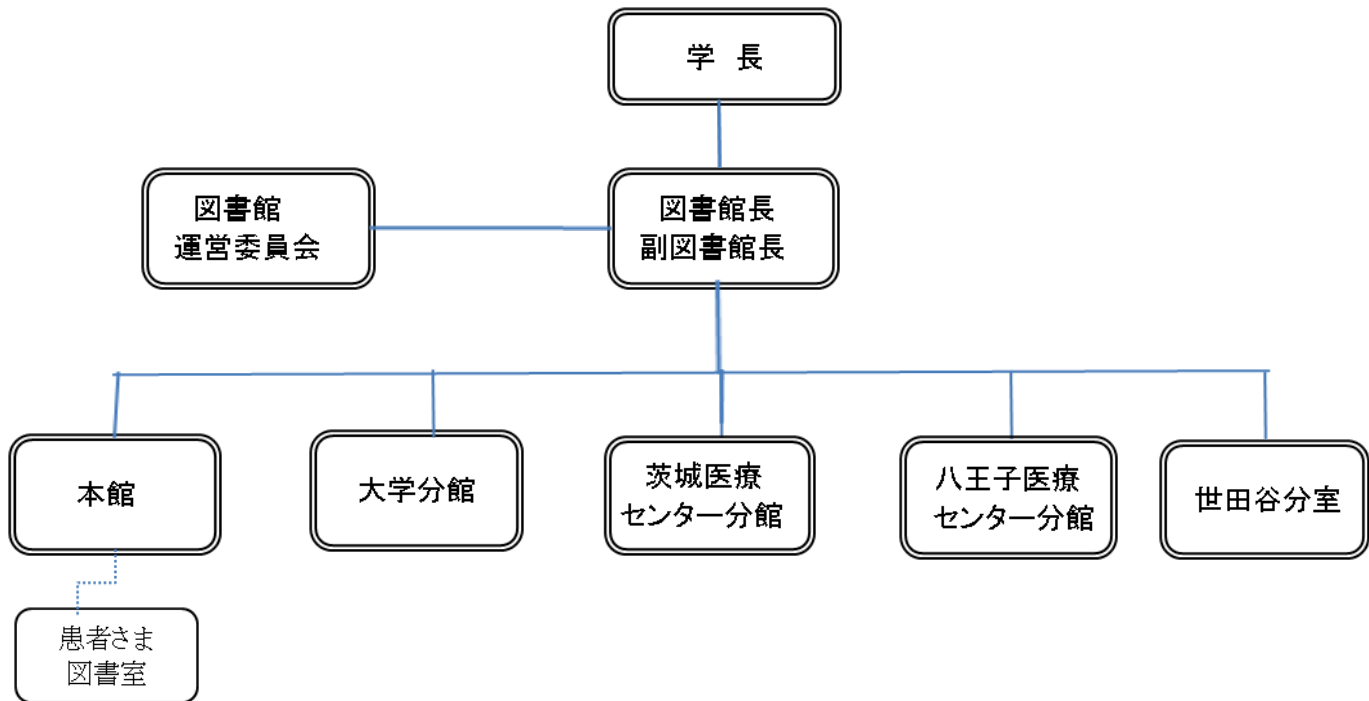 学 長
図書館
運営委員会
図書館長
副図書館長
本館
大学分館
茨城医療
センター分館
八王子医療
センター分館
世田谷分室
患者さま
図書室